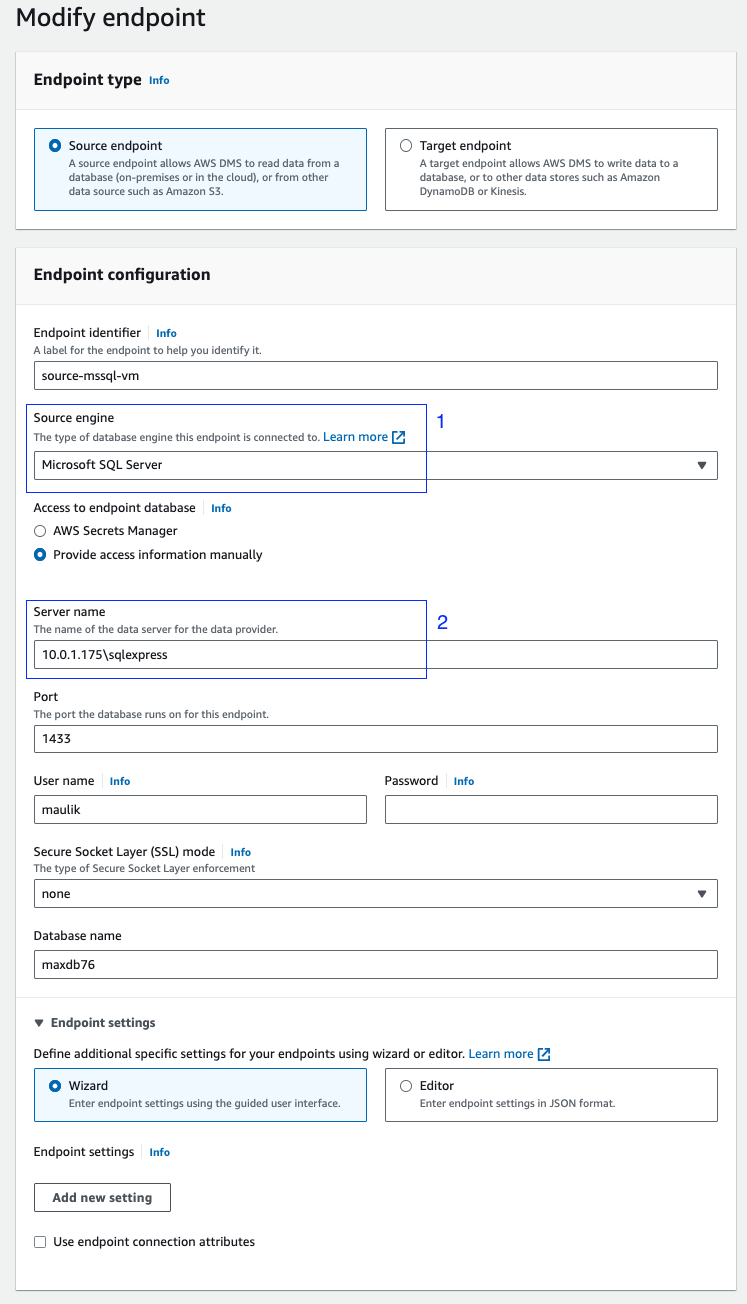 Modify endpoint
Endpoint type Info
Source endpoint
A source endpoint allows AWS DMS to read data from a
database (on-premises or in the cloud), or from other
data source such as Amazon S3.
Target endpoint
A target endpoint allows AWS DMS to write data to a
database, or to other data stores such as Amazon
DynamoDB or Kinesis.
Endpoint configuration
Endpoint identifier Info
A label for the endpoint to help you identify it.
source-mssql-vm
Source engine
1
The type of database engine this endpoint is connected to. Learn more
Microsoft SQL Server
Access to endpoint database Info
AWS Secrets Manager
Provide access information manually
Server name
2
The name of the data server for the data provider.
10.0.1.175\sqlexpress
Port
The port the database runs on for this endpoint.
1433
User name Info
maulik
Password Info
Secure Socket Layer (SSL) mode Info
The type of Secure Socket Layer enforcement
none
Database name
maxdb76
Endpoint settings
Define additional specific settings for your endpoints using wizard or editor. Learn more
Wizard
Enter endpoint settings using the guided user interface.
Editor
Enter endpoint settings in JSON format.
Endpoint settings Info
Add new setting
Use endpoint connection attributes